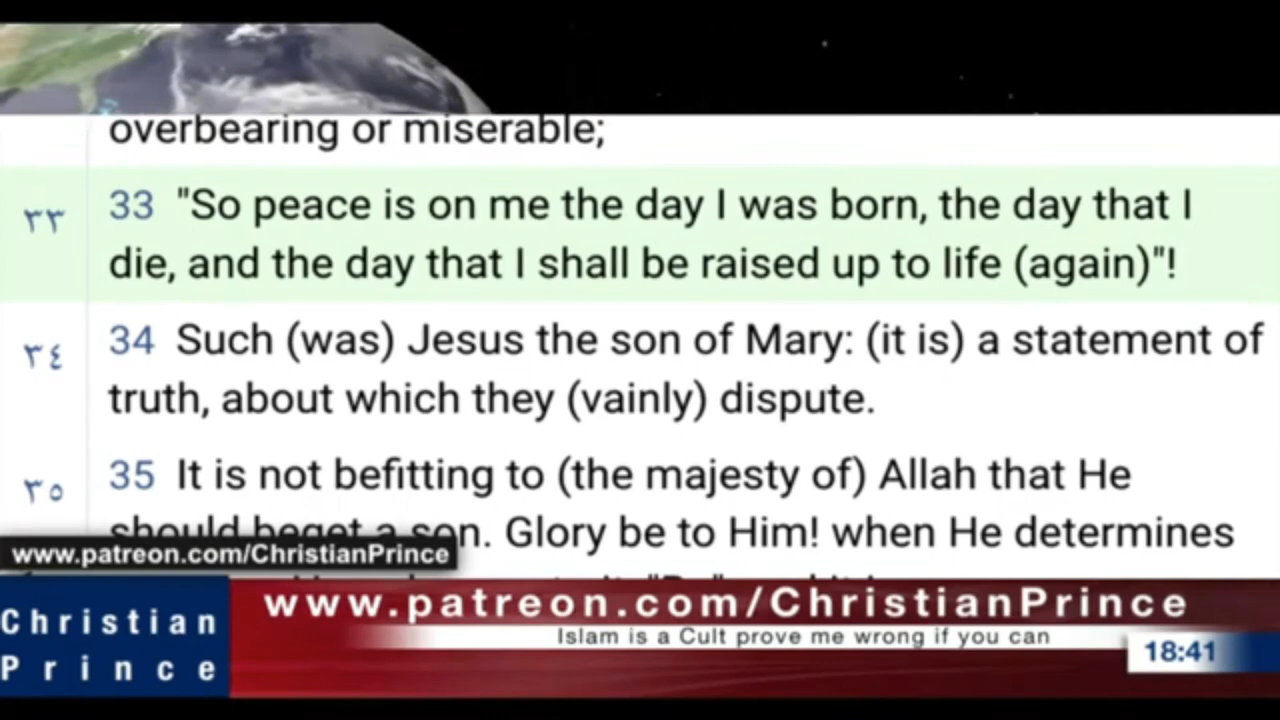 overbearing or miserable;
٣٣ 33 "So peace is on me the day I was born, the day that I
die, and the day that I shall be raised up to life (again)"!
٣٤ 34 Such (was) Jesus the son of Mary: (it is) a statement of
truth, about which they (vainly) dispute.
٣٥ 35 It is not befitting to (the majesty of) Allah that He
should beget a son. Glory be to Him! when He determines
www.patreon.com/ChristianPrince
Christian
Prince
www.patreon.com/ChristianPrince
Islam is a Cult prove me wrong if you can
18:41